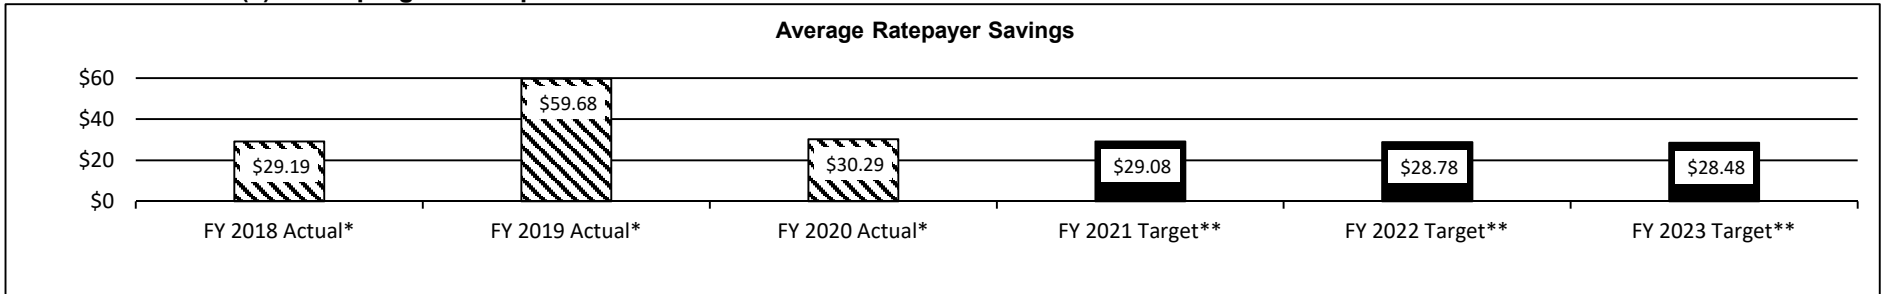 Average Ratepayer Savings
$60
$40
$20
$0
$29.19
$59.68
$30.29
$29.08
$28.78
$28.48
FY 2018 Actual*
FY 2019 Actual*
FY 2020 Actual*
FY 2021 Target**
FY 2022 Target**
FY 2023 Target**